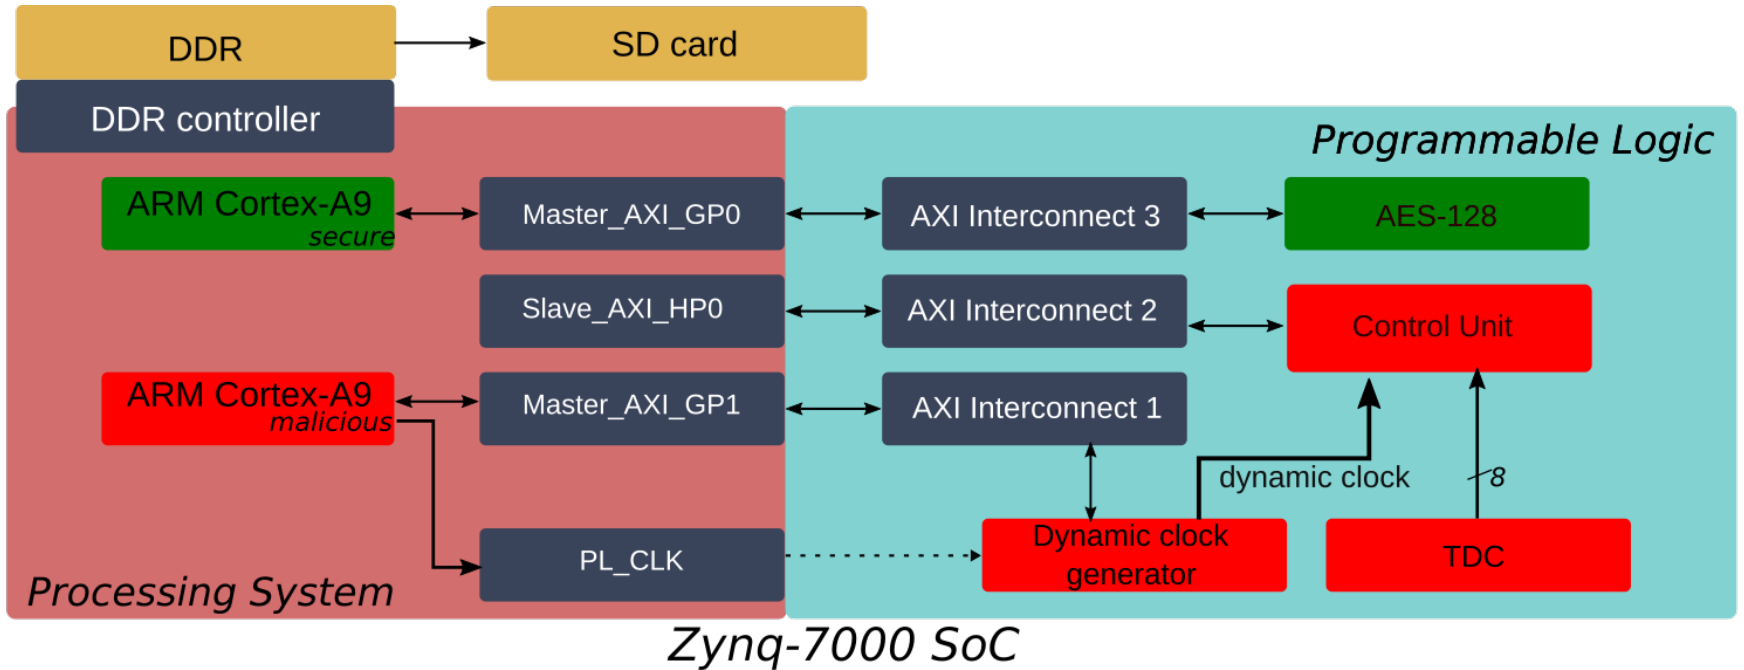 DDR
SD card
DDR controller
Programmable Logic
ARM Cortex-A9
secure
Master_AXI_GP0
AXI Interconnect 3
AES-128
Slave_AXI_HP0
AXI Interconnect 2
Control Unit
ARM Cortex-A9
malicious
Master_AXI_GP1
AXI Interconnect 1
dynamic clock
8
PL_CLK
Dynamic clock
generator
TDC
Processing System
Zynq-7000 SoC